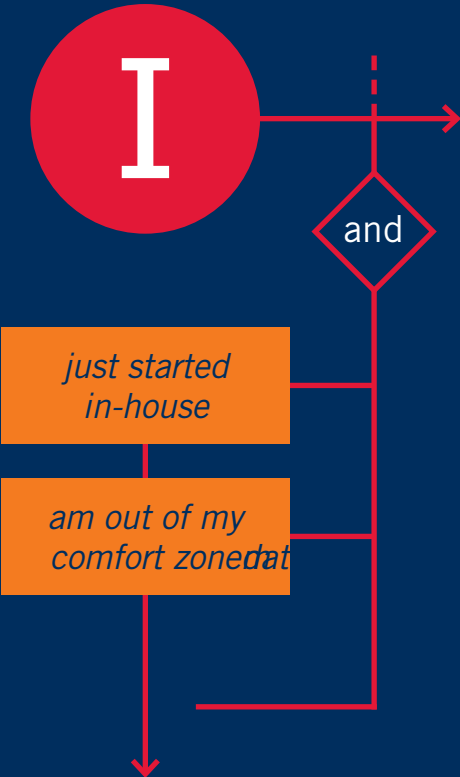 I
and
just started
in-house
am out of my
comfort zone